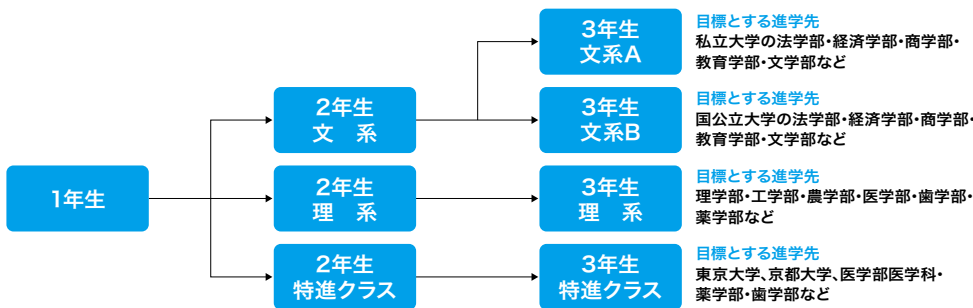 1年生
2年生
文　系
2年生
理　系
2年生
特進クラス
3年生
文系A
3年生
文系B
3年生
理　系
3年生
特進クラス
目標とする進学先
私立大学の法学部・経済学部・商学部・
教育学部・文学部など
目標とする進学先
国公立大学の法学部・経済学部・商学部・
教育学部・文学部など
目標とする進学先
理学部・工学部・農学部・医学部・歯学部・
薬学部など
目標とする進学先
東京大学、京都大学、医学部医学科・
薬学部・歯学部など